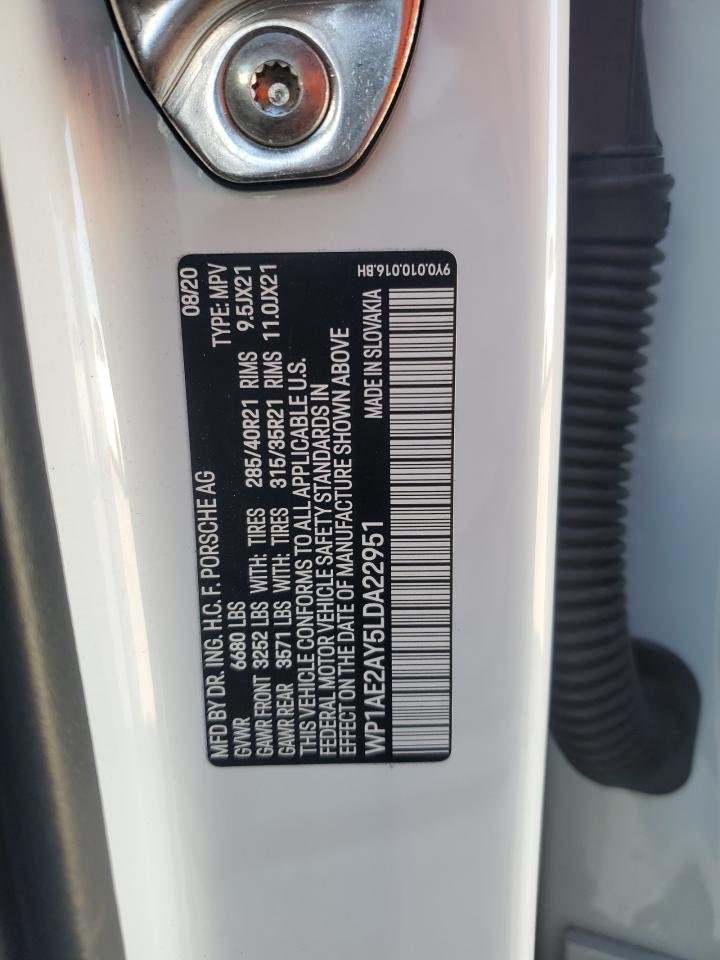 MFD BY DR. ING. H.C. F. PORSCHE AG 08/20
GVWR 6680 LBS TYPE: MPV
GAWR FRONT 3252 LBS WITH: TIRES 285/40R21 RIMS 9.5JX21
GAWR REAR 3571 LBS WITH: TIRES 315/35R21 RIMS 11.0JX21
THIS VEHICLE CONFORMS TO ALL APPLICABLE U.S.
FEDERAL MOTOR VEHICLE SAFETY STANDARDS IN
EFFECT ON THE DATE OF MANUFACTURE SHOWN ABOVE
WP1AE2AY5LDA22951 MADE IN SLOVAKIA
9Y0.010.016.BH